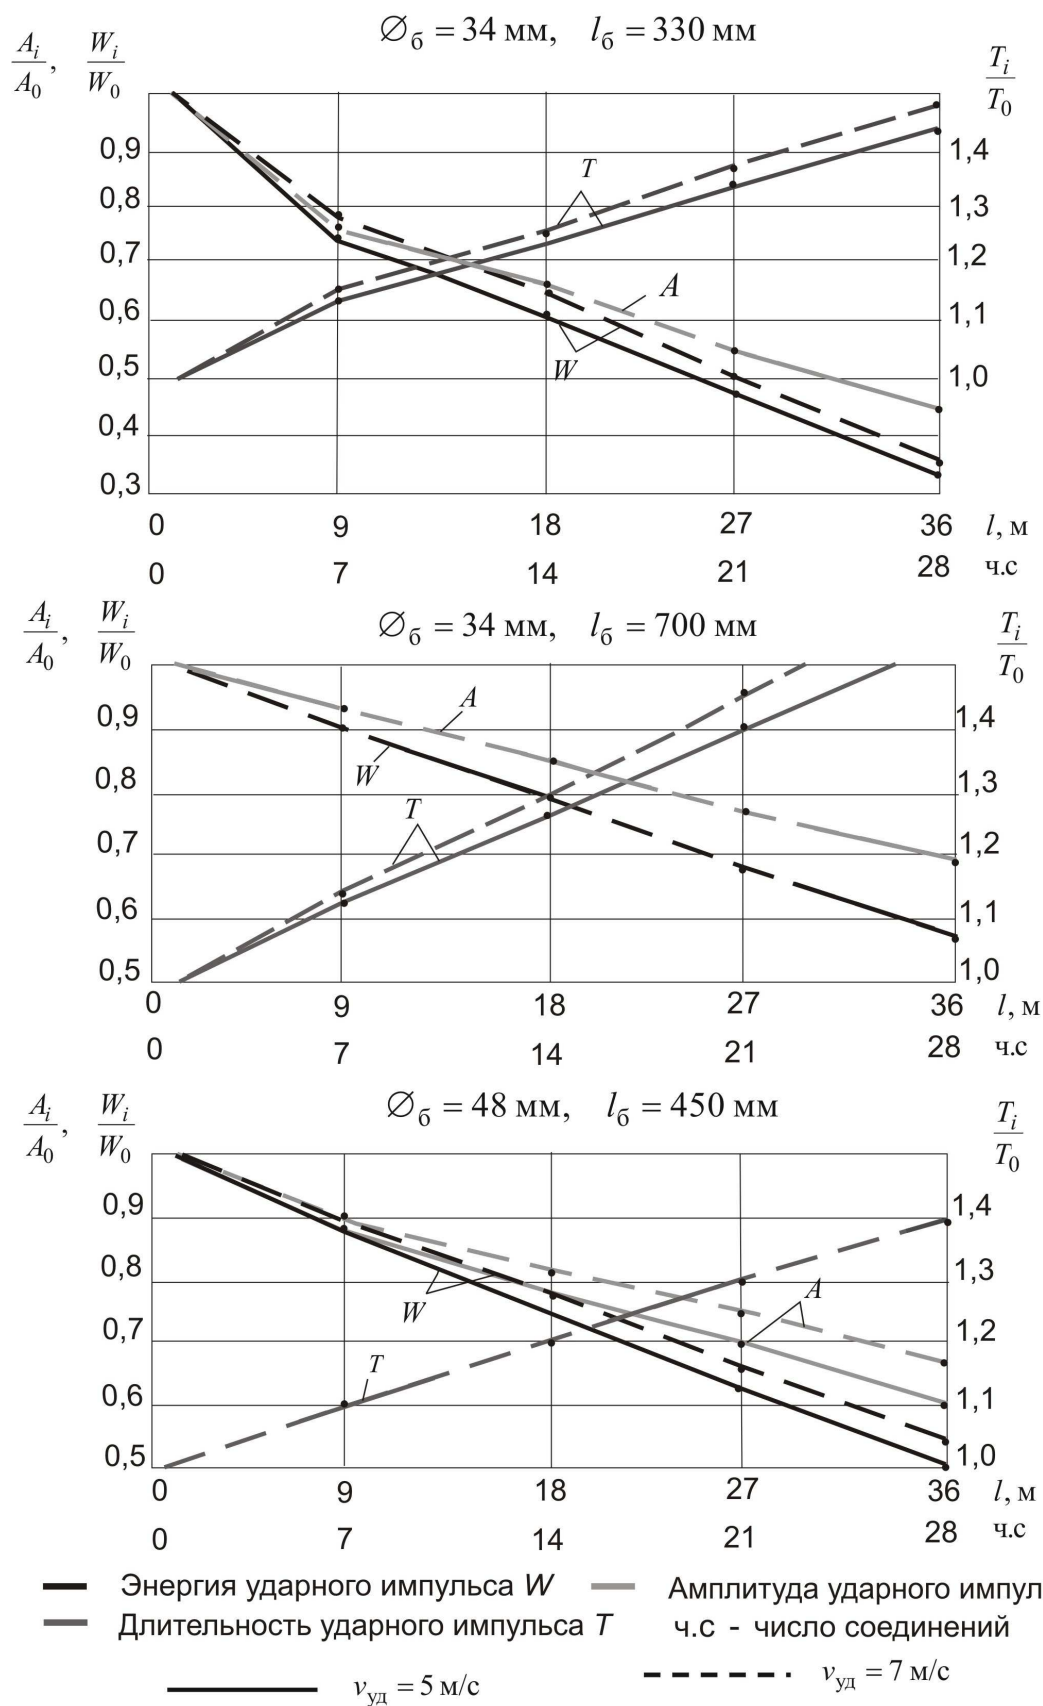 ∅б = 34 мм, lб = 330 мм
Ai/A0, Wi/W0 Ti/T0
0,9 1,4
0,8 1,3
T
0,7 1,2
A
0,6 1,1
W
0,5 1,0
0,4
0,3
0 9 18 27 36 l, м
0 7 14 21 28 ч.с
∅б = 34 мм, lб = 700 мм
Ai/A0, Wi/W0 Ti/T0
A
0,9 1,4
W
0,8 1,3
T
0,7 1,2
0,6 1,1
0,5 1,0
0 9 18 27 36 l, м
0 7 14 21 28 ч.с
∅б = 48 мм, lб = 450 мм
Ai/A0, Wi/W0 Ti/T0
0,9 1,4
0,8 1,3
W A
0,7 1,2
T
0,6 1,1
0,5 1,0
0 9 18 27 36 l, м
0 7 14 21 28 ч.с
Энергия ударного импульса W Амплитуда ударного импул
Длительность ударного импульса T ч.с - число соединений
vуд = 5 м/с vуд = 7 м/с